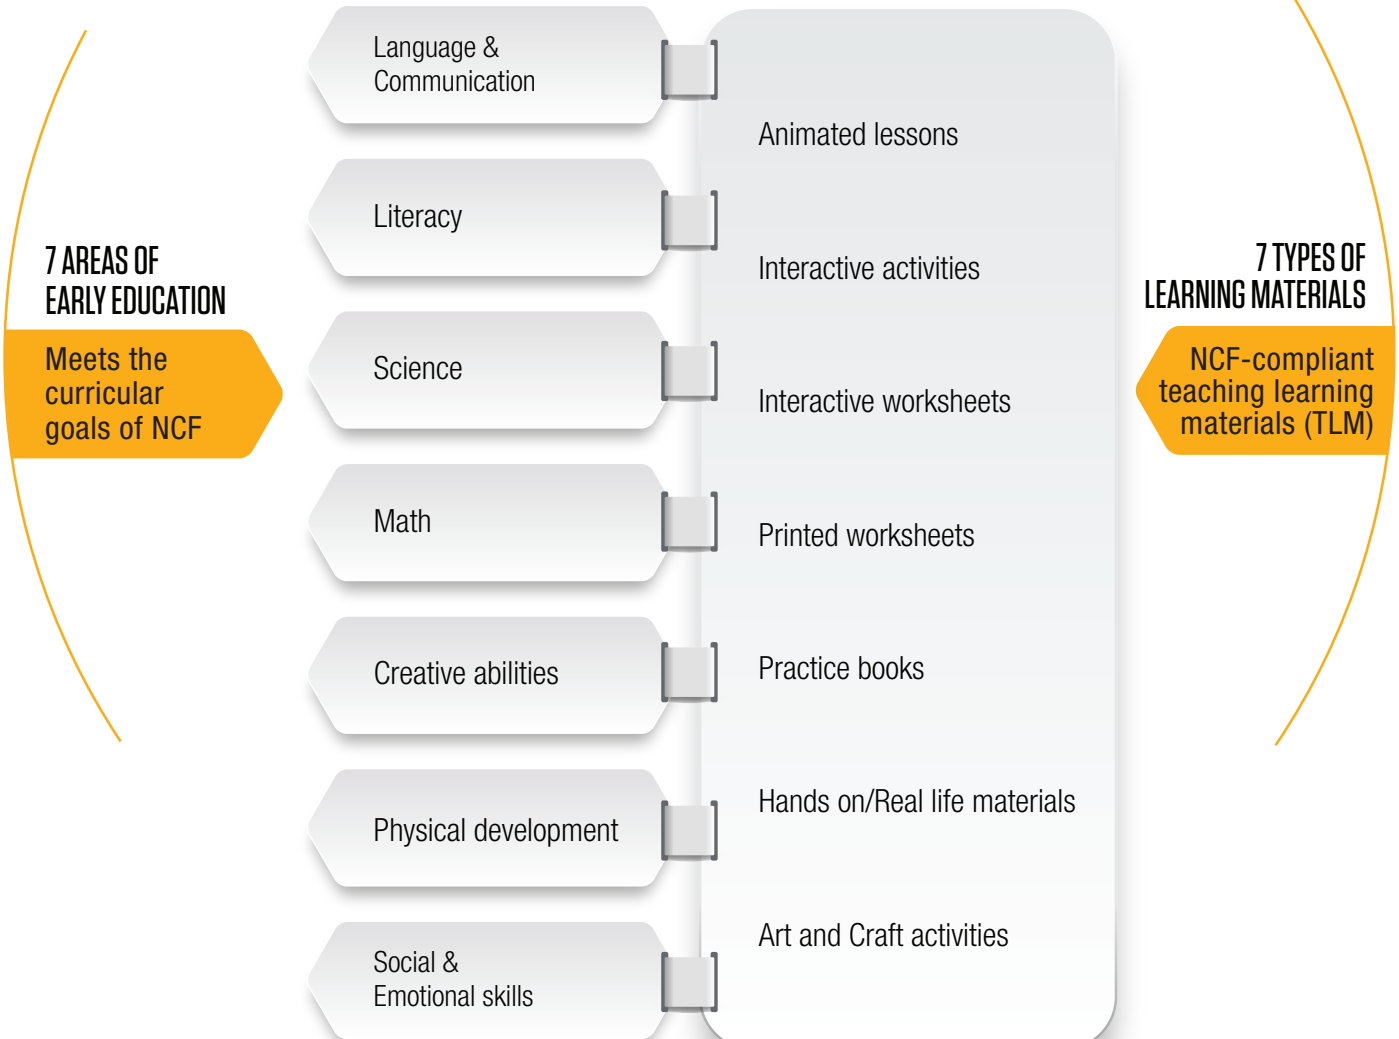 7 AREAS OF
EARLY EDUCATION
Meets the
curricular
goals of NCF
Language &
Communication
Literacy
Science
Math
Creative abilities
Physical development
Social &
Emotional skills
Animated lessons
Interactive activities
Interactive worksheets
Printed worksheets
Practice books
Hands on/Real life materials
Art and Craft activities
7 TYPES OF
LEARNING MATERIALS
NCF-compliant
teaching learning
materials (TLM)